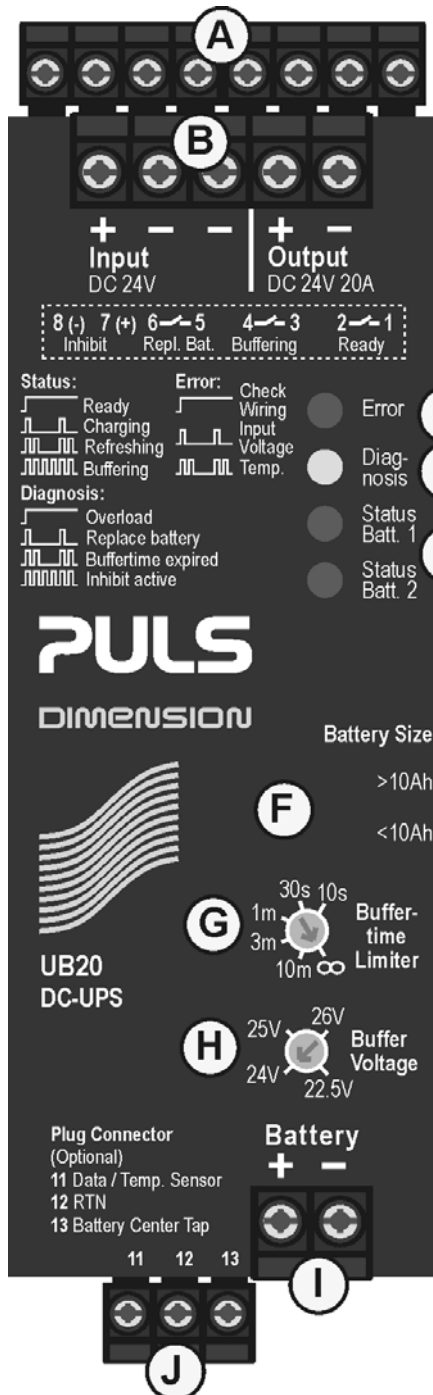 A
B
+ − − + −
Input Output
DC 24V DC 24V 20A
8 (-) 7 (+) 6 5 4 3 2 1
Inhibit Repl. Bat. Buffering Ready
Status:
Ready
Charging
Refreshing
Buffering
Error:
Check
Wiring
Input
Voltage
Temp.
Diagnosis:
Overload
Replace battery
Buffertime expired
Inhibit active
Error
Diag-
nosis
Status
Batt. 1
Status
Batt. 2
PULS
DIMENSION
Battery Size
>10Ah
<10Ah
F
G
30s 10s
1m
3m
10m ∞
Buffer-
time
Limiter
UB20
DC-UPS
H
25V 26V
24V 22.5V
Buffer
Voltage
Plug Connector
(Optional)
11 Data / Temp. Sensor
12 RTN
13 Battery Center Tap
Battery
+ −
11 12 13
I
J